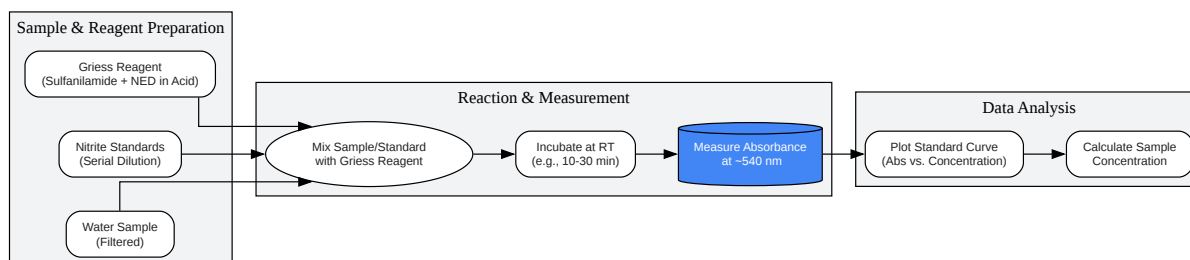 Sample & Reagent Preparation
Griess Reagent
(Sulfanilamide + NED in Acid)
Nitrite Standards
(Serial Dilution)
Water Sample
(Filtered)
Reaction & Measurement
Mix Sample/Standard
with Griess Reagent
Incubate at RT
(e.g., 10-30 min)
Measure Absorbance
at ~540 nm
Data Analysis
Plot Standard Curve
(Abs vs. Concentration)
Calculate Sample
Concentration